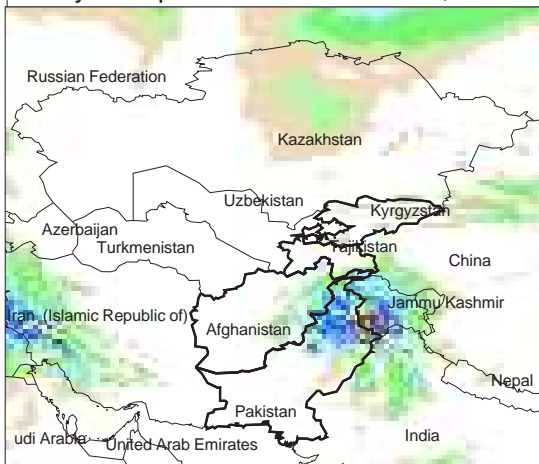 Russian Federation
Kazakhstan
Uzbekistan
Kyrgyzstan
Azerbaijan
Turkmenistan
Tajikistan
China
Jammu/Kashmir
Iran (Islamic Republic of)
Afghanistan
Nepal
Pakistan
India
udi Arabia
United Arab Emirates